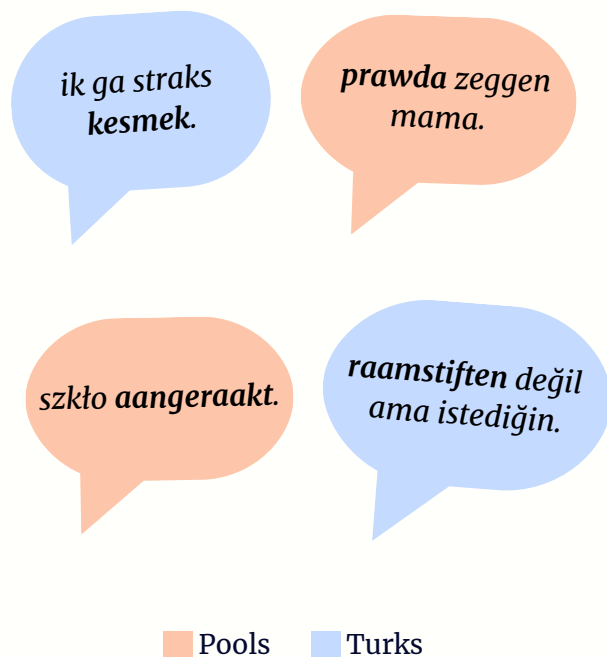 ik ga straks
kesmek.
prawda zeggen
mama.
szkło aangeraakt.
raamstiften değil
ama istediğin.
Pools
Turks